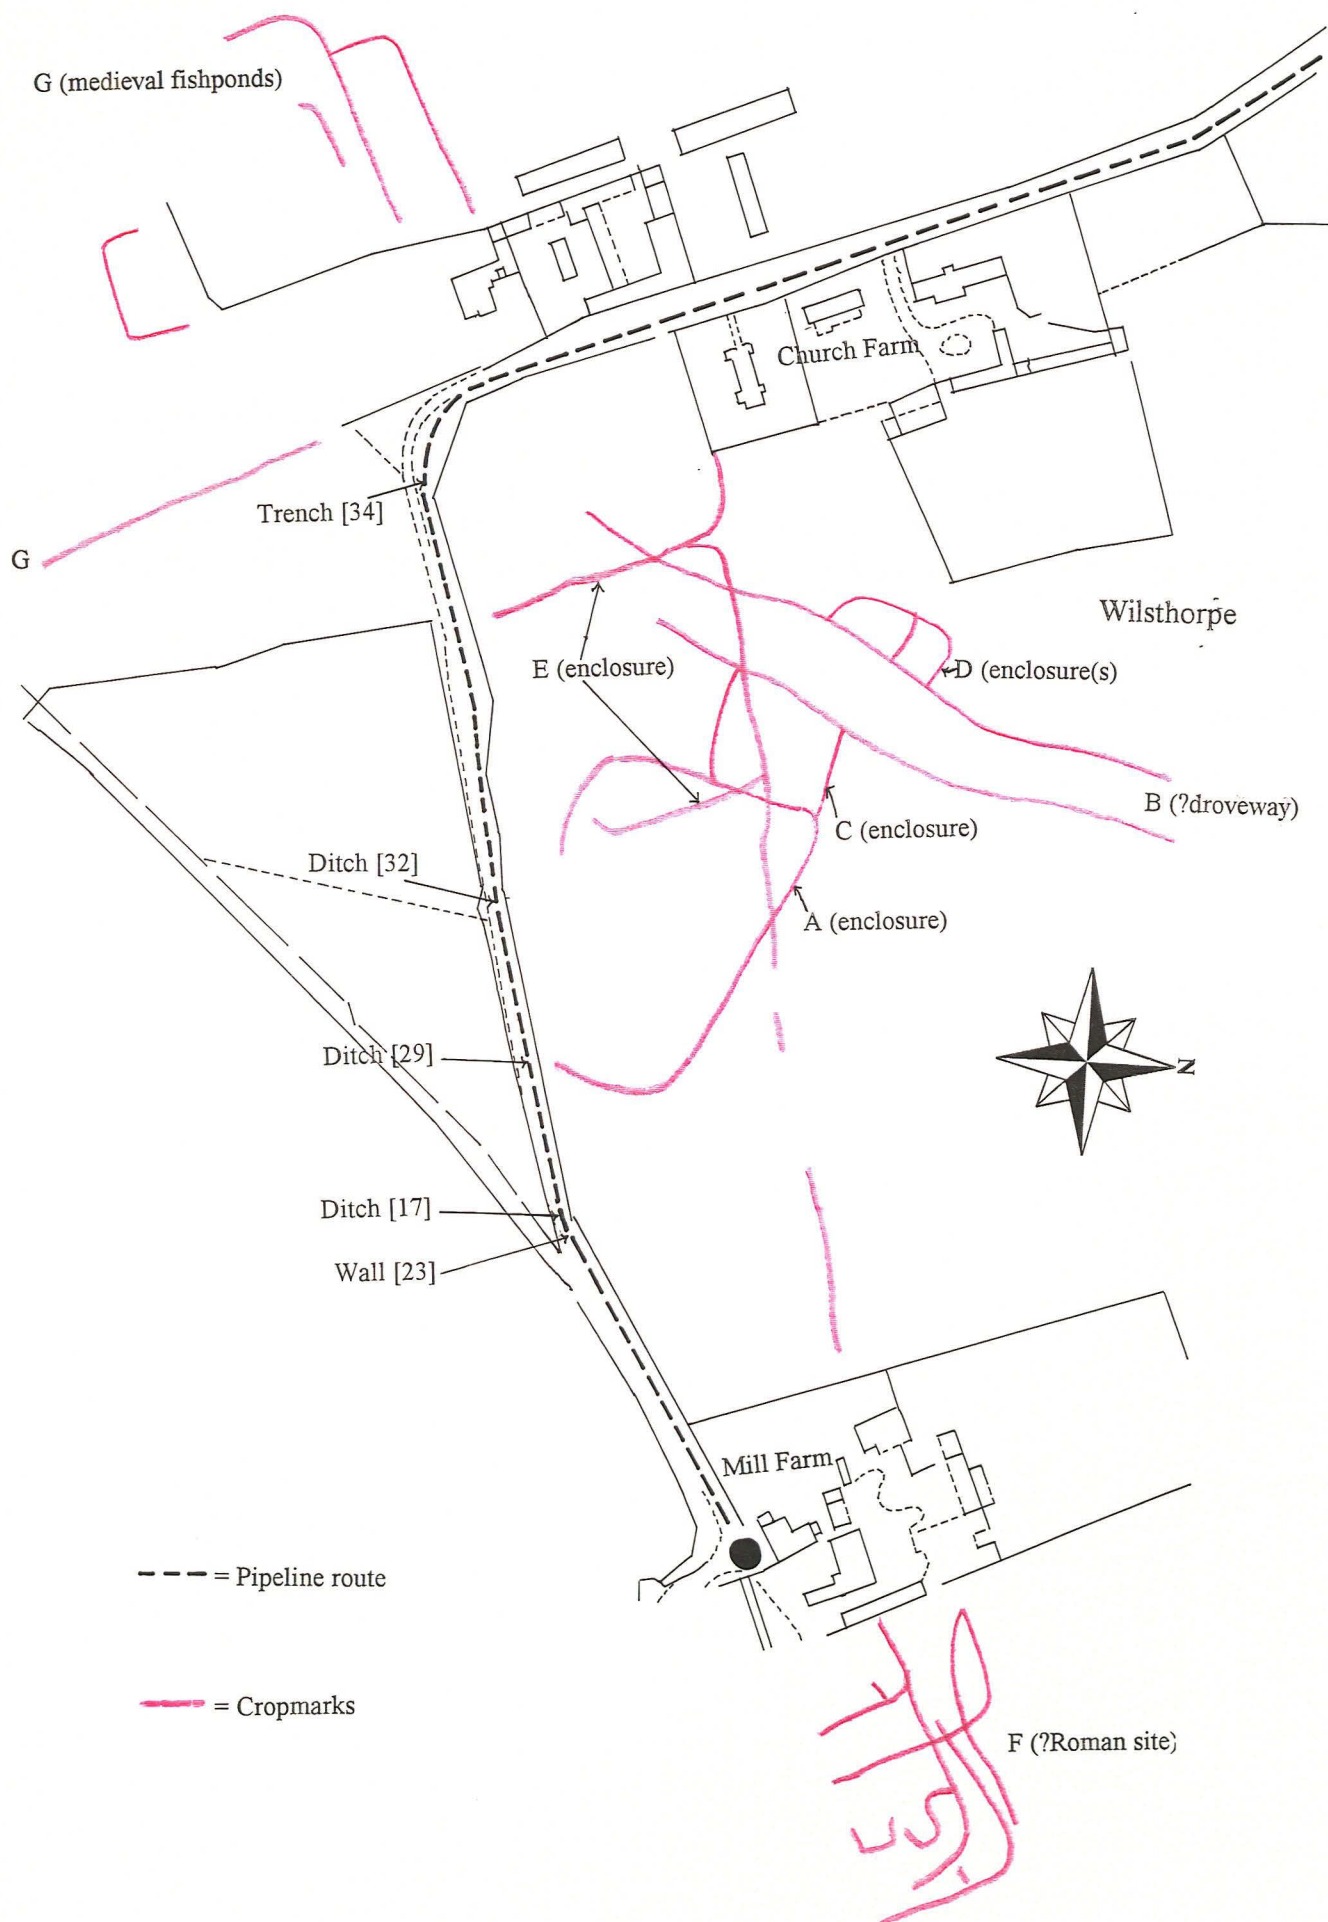 G (medieval fishponds)
Church Farm
Trench [34]
G
Wilsthorpe
E (enclosure)
D (enclosure(s)
B (?droveway)
C (enclosure)
Ditch [32]
A (enclosure)
Ditch [29]
N
Ditch [17]
Wall [23]
Mill Farm
= Pipeline route
= Cropmarks
F (?Roman site)